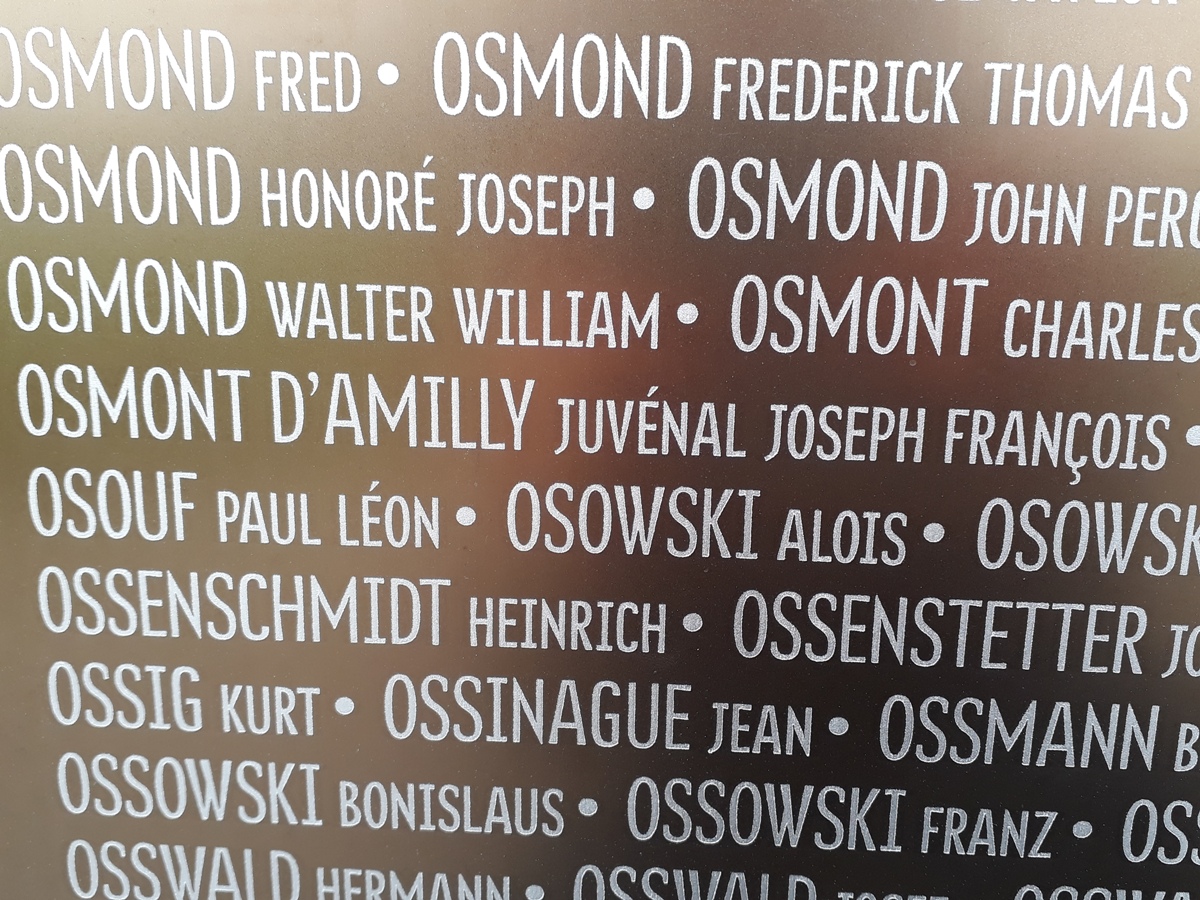 OSMOND FRED • OSMOND FREDERICK THOMAS
OSMOND HONORÉ JOSEPH • OSMOND JOHN
OSMOND WALTER WILLIAM • OSMONT CHARLES
OSMONT D’AMILLY JUVÉNAL JOSEPH FRANÇOIS •
OSOUF PAUL LÉON • OSOWSKI ALOIS •
OSSENSCHMIDT HEINRICH • OSSENSTETTER
OSSIG KURT • OSSINAGUE JEAN • OSSMANN
OSSOWSKI BONISLAUS • OSSOWSKI FRANZ •
OSSWALD HERMANN • OSSWALD